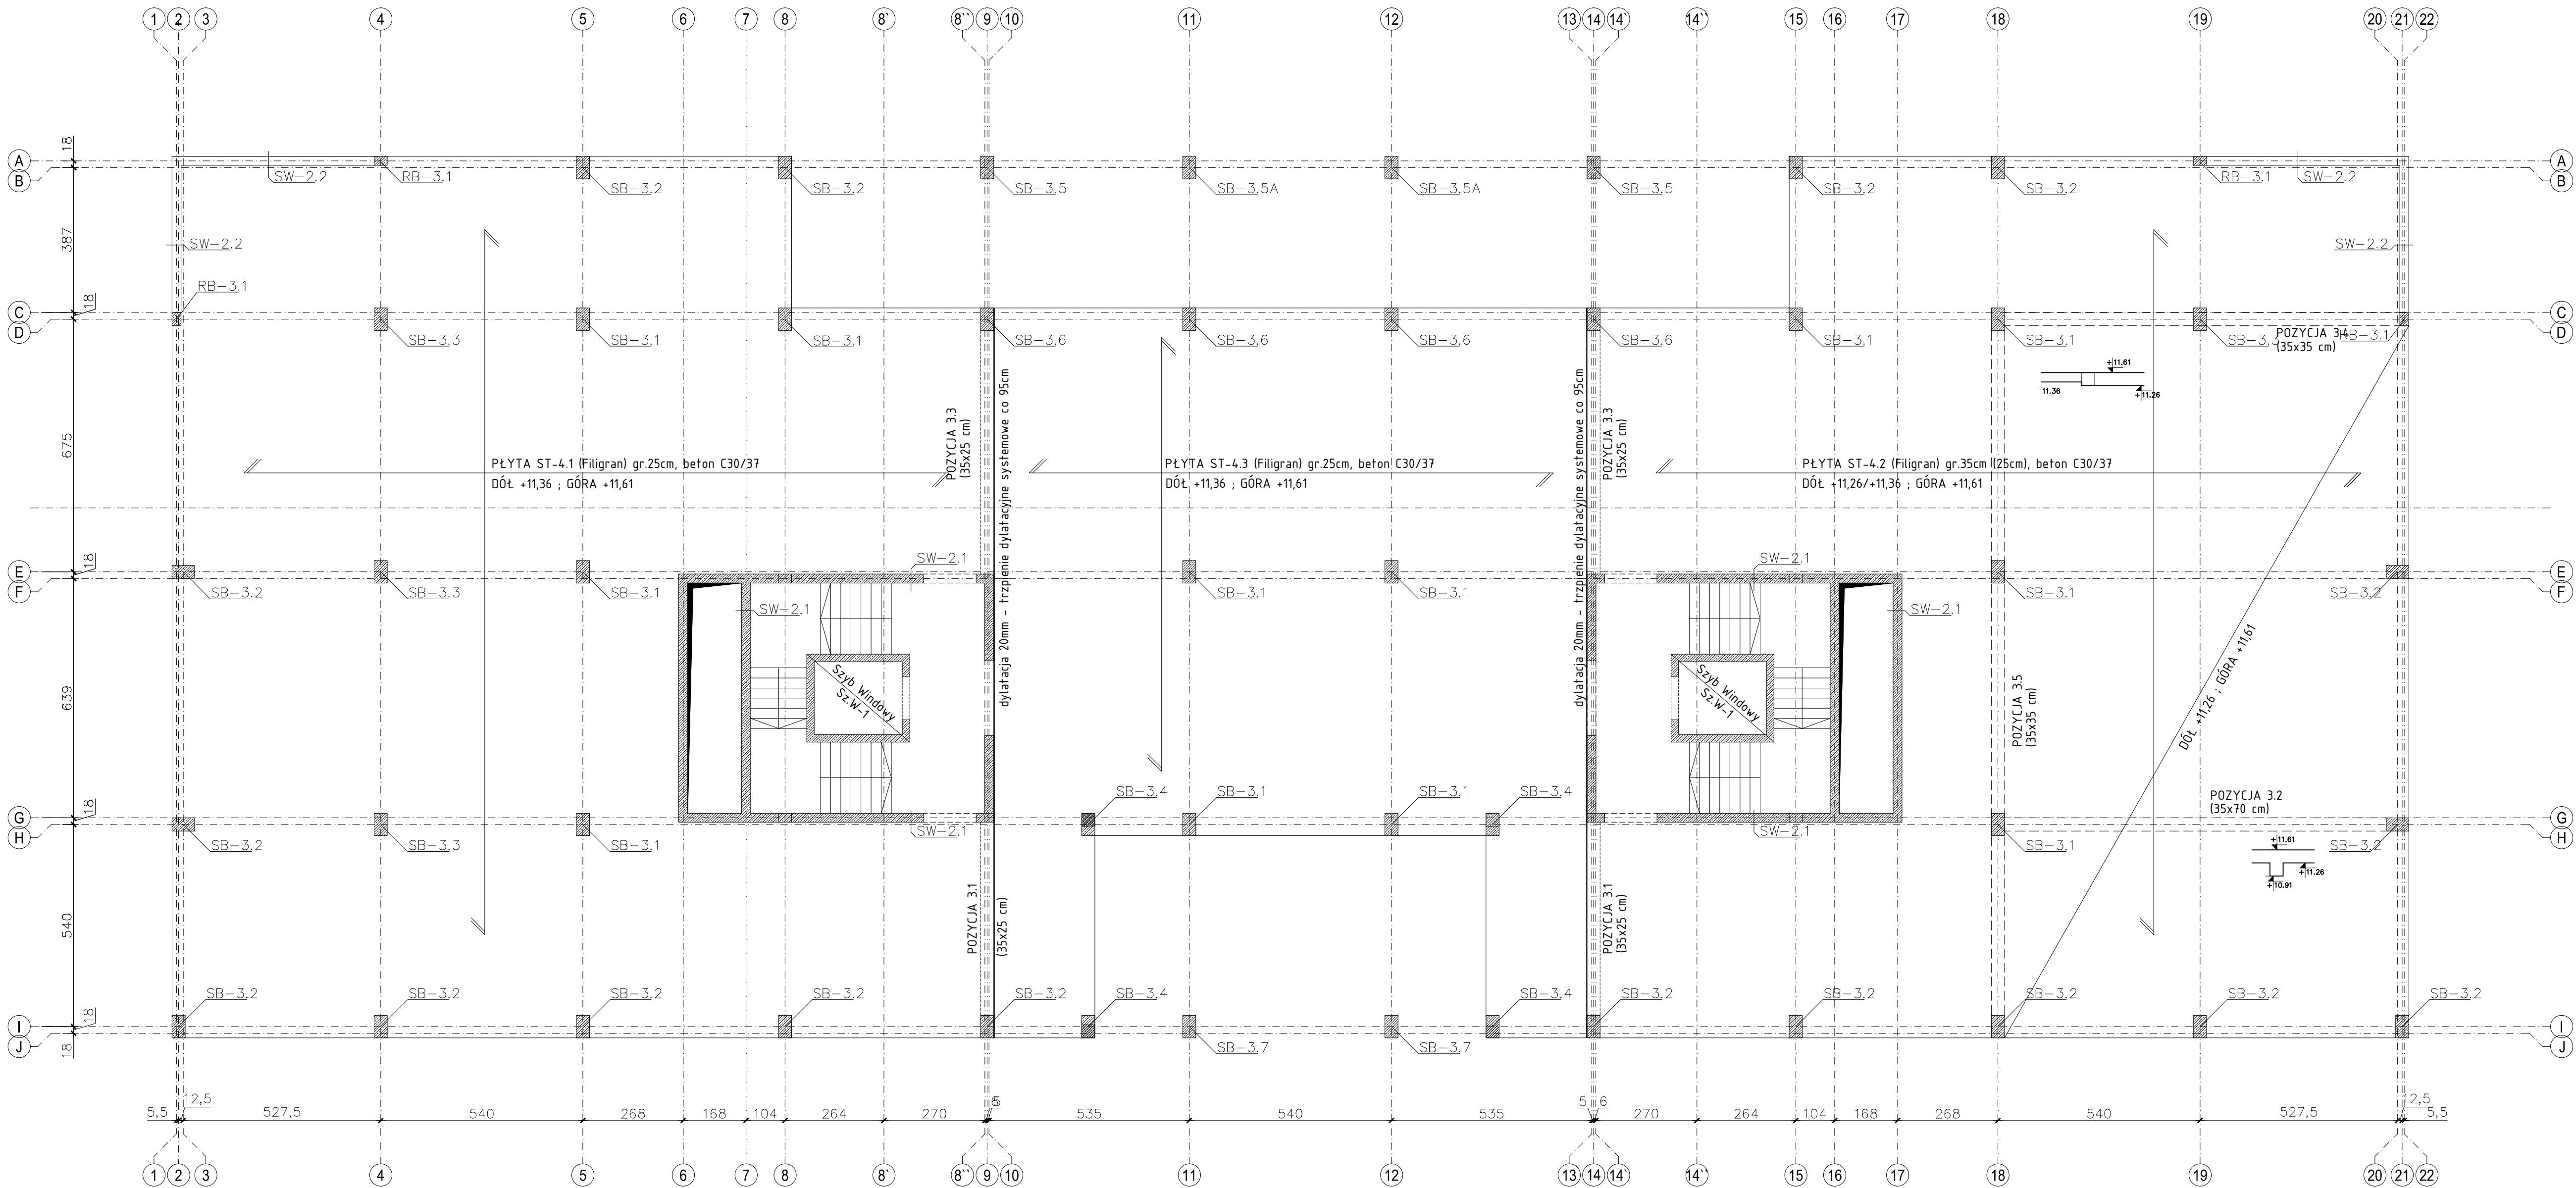 1 2 3 4 5 6 7 8 8` 8`` 9 10 11 12 13 14 14` 14`` 15 16 17 18 19 20 21 22
18
A A
B B
SW-2.2 RB-3.1 SB-3.2 SB-3.2 SB-3.5 SB-3.5A SB-3.5A SB-3.5 SB-3.2 SB-3.2 RB-3.1 SW-2.2
387
SW-2.2 SW-2.2
RB-3.1
18
C C
D D
SB-3.3 SB-3.1 SB-3.1 SB-3.6 SB-3.6 SB-3.6 SB-3.6 SB-3.1 SB-3.1 SB-3.3 RB-3.1
POZYCJA 3.4
(35x35 cm)
+11.61
11.36
+11.26
675
POZYCJA 3.3
(35x25 cm)
dylatacja 20mm - trzpienie dylatacyjne systemowe co 95cm
dylatacja 20mm - trzpienie dylatacyjne systemowe co 95cm
POZYCJA 3.3
(35x25 cm)
PŁYTA ST-4.1 (Filigran) gr.25cm, beton C30/37
DÓŁ +11,36 ; GÓRA +11,61
PŁYTA ST-4.3 (Filigran) gr.25cm, beton C30/37
DÓŁ +11,36 ; GÓRA +11,61
PŁYTA ST-4.2 (Filigran) gr.35cm (25cm), beton C30/37
DÓŁ +11,26/+11,36 ; GÓRA +11,61
18
SW-2.1 SW-2.1
E E
F F
SB-3.2 SB-3.3 SB-3.1 SB-3.1 SB-3.1 SB-3.1 SB-3.2
SW-2.1 SW-2.1
DÓŁ +11,26 ; GÓRA +11,61
639
Szyb Windowy
Sz.W-1
Szyb Windowy
Sz.W-1
POZYCJA 3.5
(35x35 cm)
POZYCJA 3.2
(35x70 cm)
SB-3.4 SB-3.1 SB-3.1 SB-3.4
18
G G
H H
SW-2.1 SW-2.1
SB-3.2 SB-3.3 SB-3.1 SB-3.1 SB-3.2
+11.61
+11.26
+10.91
540
POZYCJA 3.1
(35x25 cm)
POZYCJA 3.1
(35x25 cm)
SB-3.2 SB-3.2 SB-3.2 SB-3.2 SB-3.2 SB-3.4 SB-3.4 SB-3.2 SB-3.2 SB-3.2 SB-3.2 SB-3.2
18
I I
J J
18
SB-3.7 SB-3.7
5,5 12,5 527,5 540 268 168 104 264 270 535 540 535 5 6 270 264 104 168 268 540 527,5 12,5 5,5
1 2 3 4 5 6 7 8 8` 8`` 9 10 11 12 13 14 14` 14`` 15 16 17 18 19 20 21 22